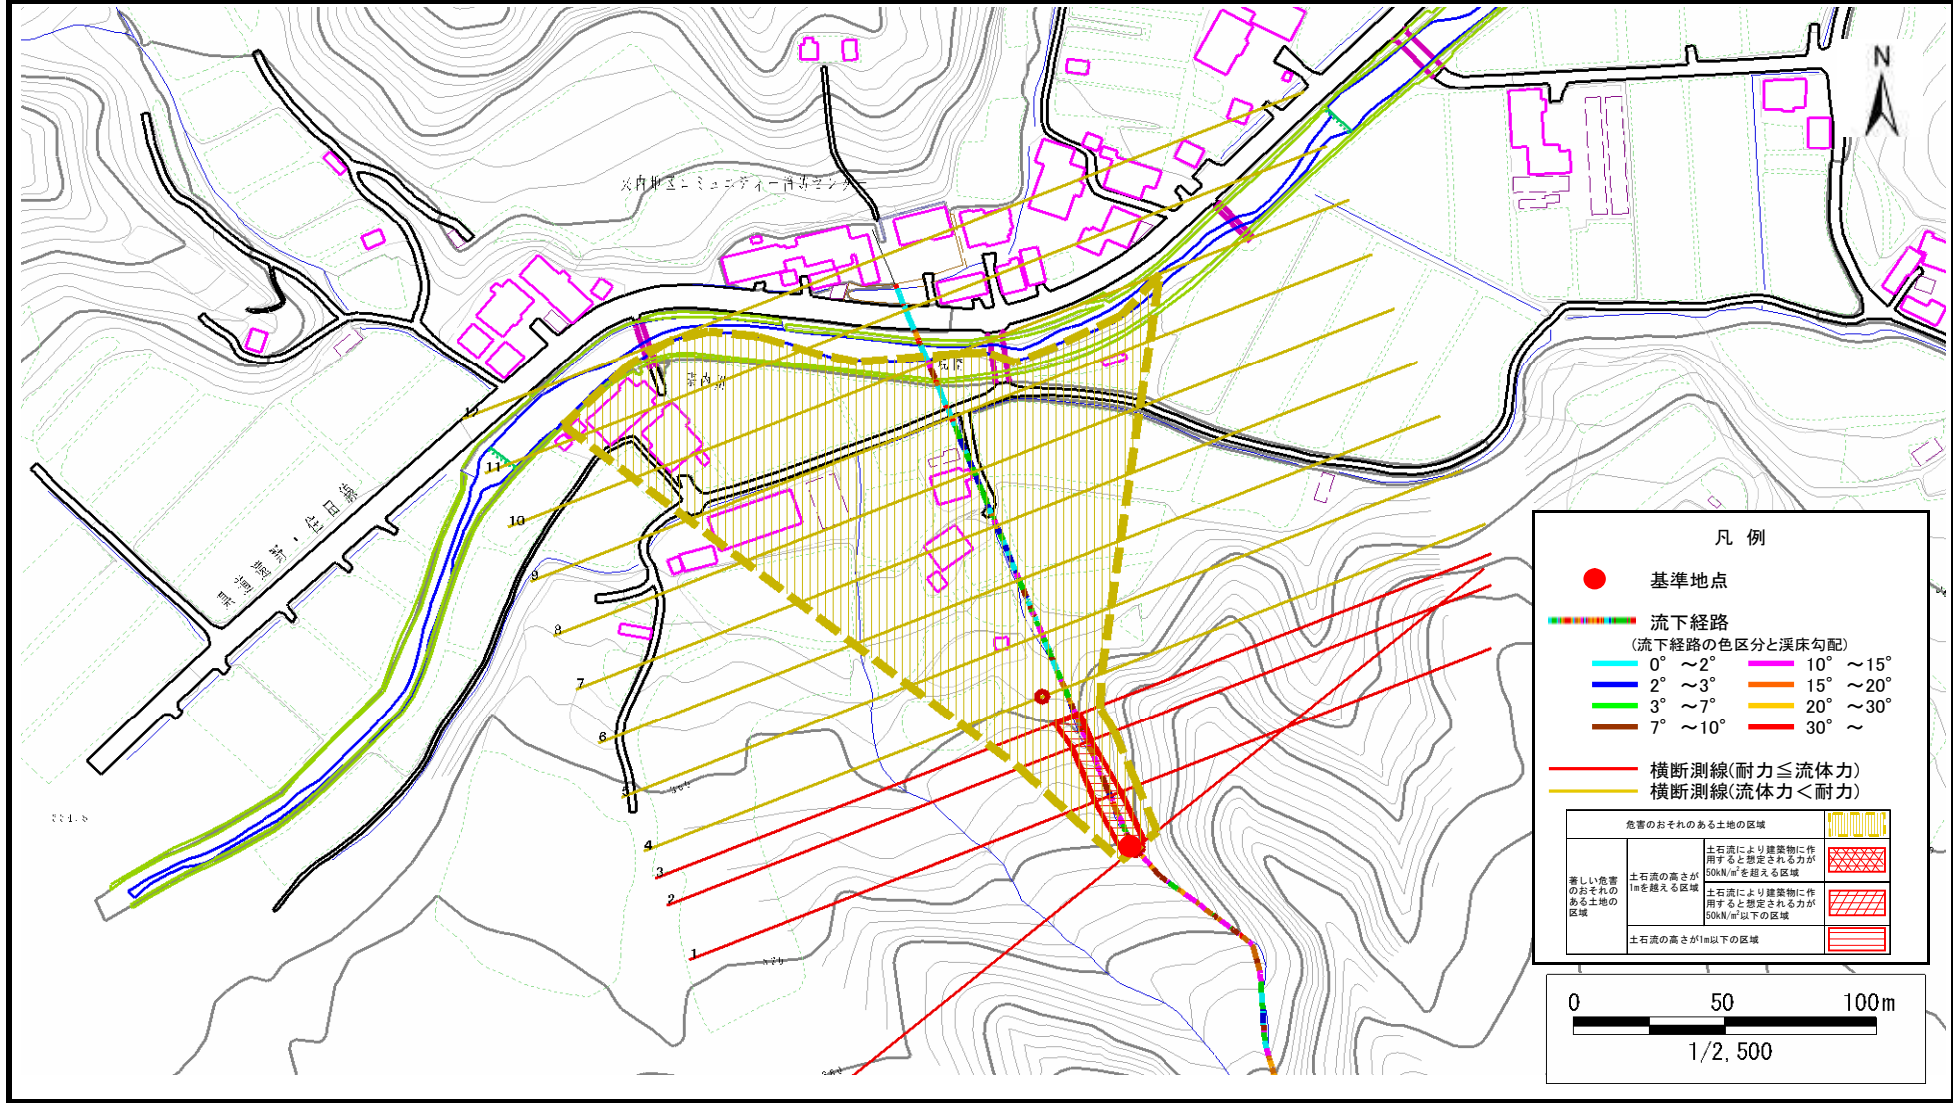 N
12
11
10
9
8
7
6
5
4
3
2
1
凡 例
基準地点
流下経路
(流下経路の色区分と渓床勾配)
0° ～2° 10° ～15°
2° ～3° 15° ～20°
3° ～7° 20° ～30°
7° ～10° 30° ～
横断測線(耐力≦流体力)
横断測線(流体力＜耐力)
危害のおそれのある土地の区域
著しい危害
のおそれの
ある土地の
区域
土石流の高さが
1mを越える区域
土石流により建築物に作
用すると想定される力が
50kN/m²を超える区域
土石流により建築物に作
用すると想定される力が
50kN/m²以下の区域
土石流の高さが1m以下の区域
0 50 100m
1/2,500